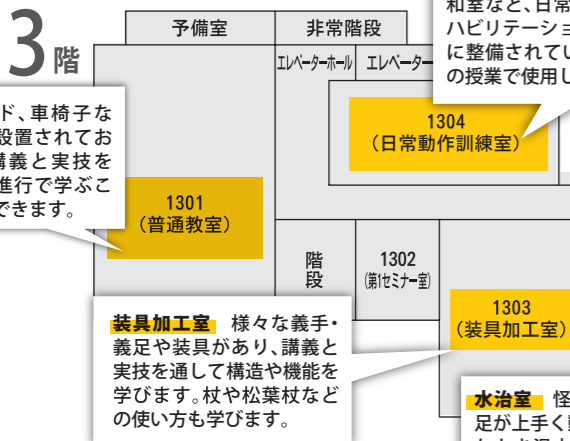 3階
予備室
非常階段
エレベーターホール
エレベーター
和室など、日常
ハビリテーショ
に整備されてい
の授業で使用し
1304
(日常動作訓練室)
ド、車椅子な
設置されてお
講義と実技を
進行で学ぶこ
できます。
1301
(普通教室)
階段
1302
(第1セミナー室)
1303
(装具加工室)
装具加工室 様々な義手・
義足や装具があり、講義と
実技を通して構造や機能を
学びます。杖や松葉杖など
の使い方も学びます。
水治室 怪
足が上手く動